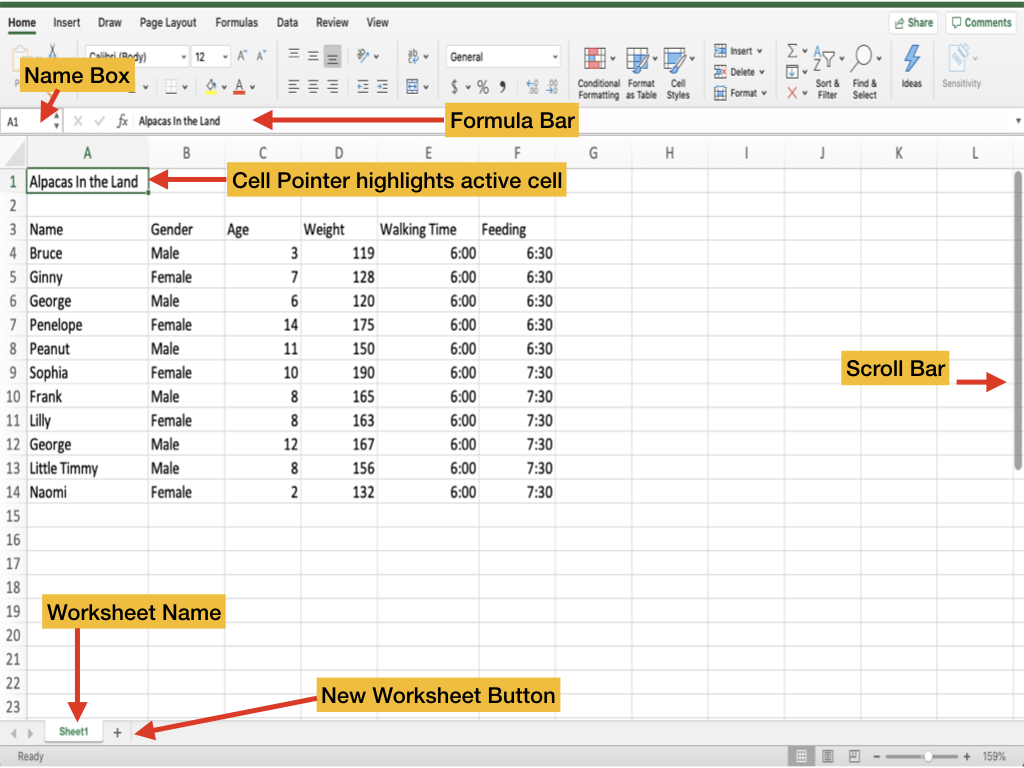 Home Insert Draw Page Layout Formulas Data Review View Share Comments
Calibri (Body) 12 A A General Insert Σ A Z
Name Box
Delete
A $ % Conditional Formatting Format as Table Cell Styles Format Sort & Filter Find & Select Ideas Sensitivity
A1 fx Alpacas In the Land Formula Bar
A B C D E F G H I J K L
1 Alpacas In the Land Cell Pointer highlights active cell
2
3 Name Gender Age Weight Walking Time Feeding
4 Bruce Male 3 119 6:00 6:30
5 Ginny Female 7 128 6:00 6:30
6 George Male 6 120 6:00 6:30
7 Penelope Female 14 175 6:00 6:30
8 Peanut Male 11 150 6:00 6:30
9 Sophia Female 10 190 6:00 7:30 Scroll Bar
10 Frank Male 8 165 6:00 7:30
11 Lilly Female 8 163 6:00 7:30
12 George Male 12 167 6:00 7:30
13 Little Timmy Male 8 156 6:00 7:30
14 Naomi Female 2 132 6:00 7:30
15
16
17
18
19 Worksheet Name
20
21
22 New Worksheet Button
23
Sheet1 +
Ready - + 159%